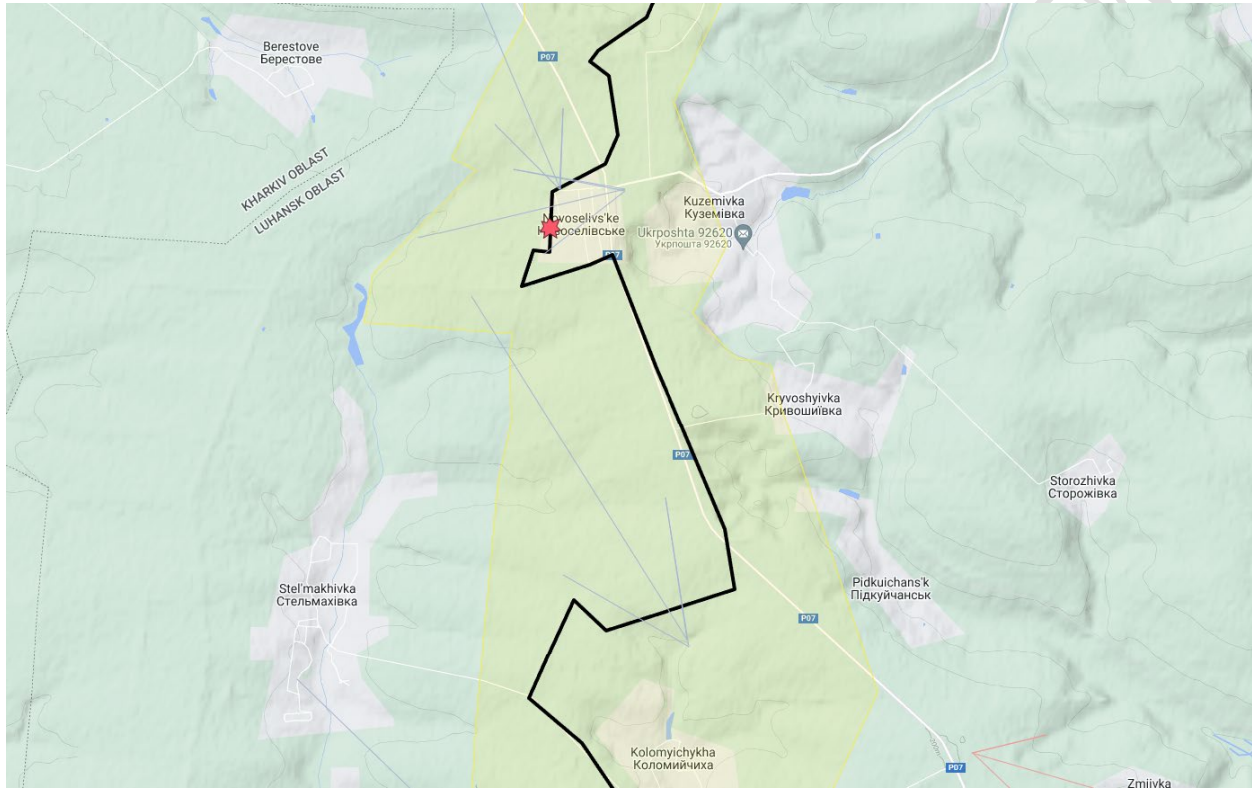 Berestove
Берестове
P07
KHARKIV OBLAST
LUHANSK OBLAST
Kuzemivka
Куземівка
Novoselivs'ke
Ukrposhta 92620
Укрпошта 92620
P07
Kryvoshyivka
Кривошиївка
P07
Storozhivka
Сторожівка
Stel'makhivka
Стельмахівка
Pidkuichans'k
Підкуйчанськ
P07
Kolomyichykha
Коломийчиха
P07
Zmiivka